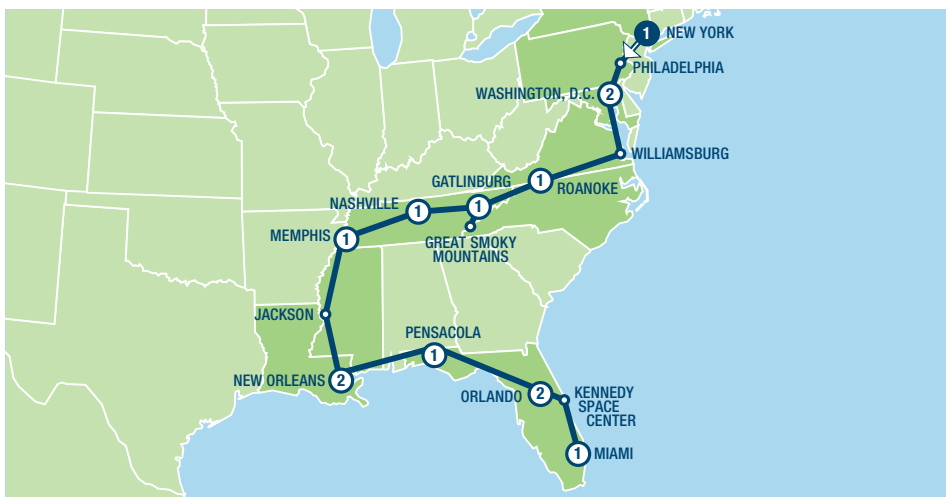 1 NEW YORK
PHILADELPHIA
WASHINGTON, D.C. 2
WILLIAMSBURG
GATLINBURG 1
1 ROANOKE
NASHVILLE 1
MEMPHIS 1
GREAT SMOKY
MOUNTAINS
JACKSON
PENSACOLA
1
NEW ORLEANS 2
ORLANDO 2
KENNEDY
SPACE
CENTER
1 MIAMI